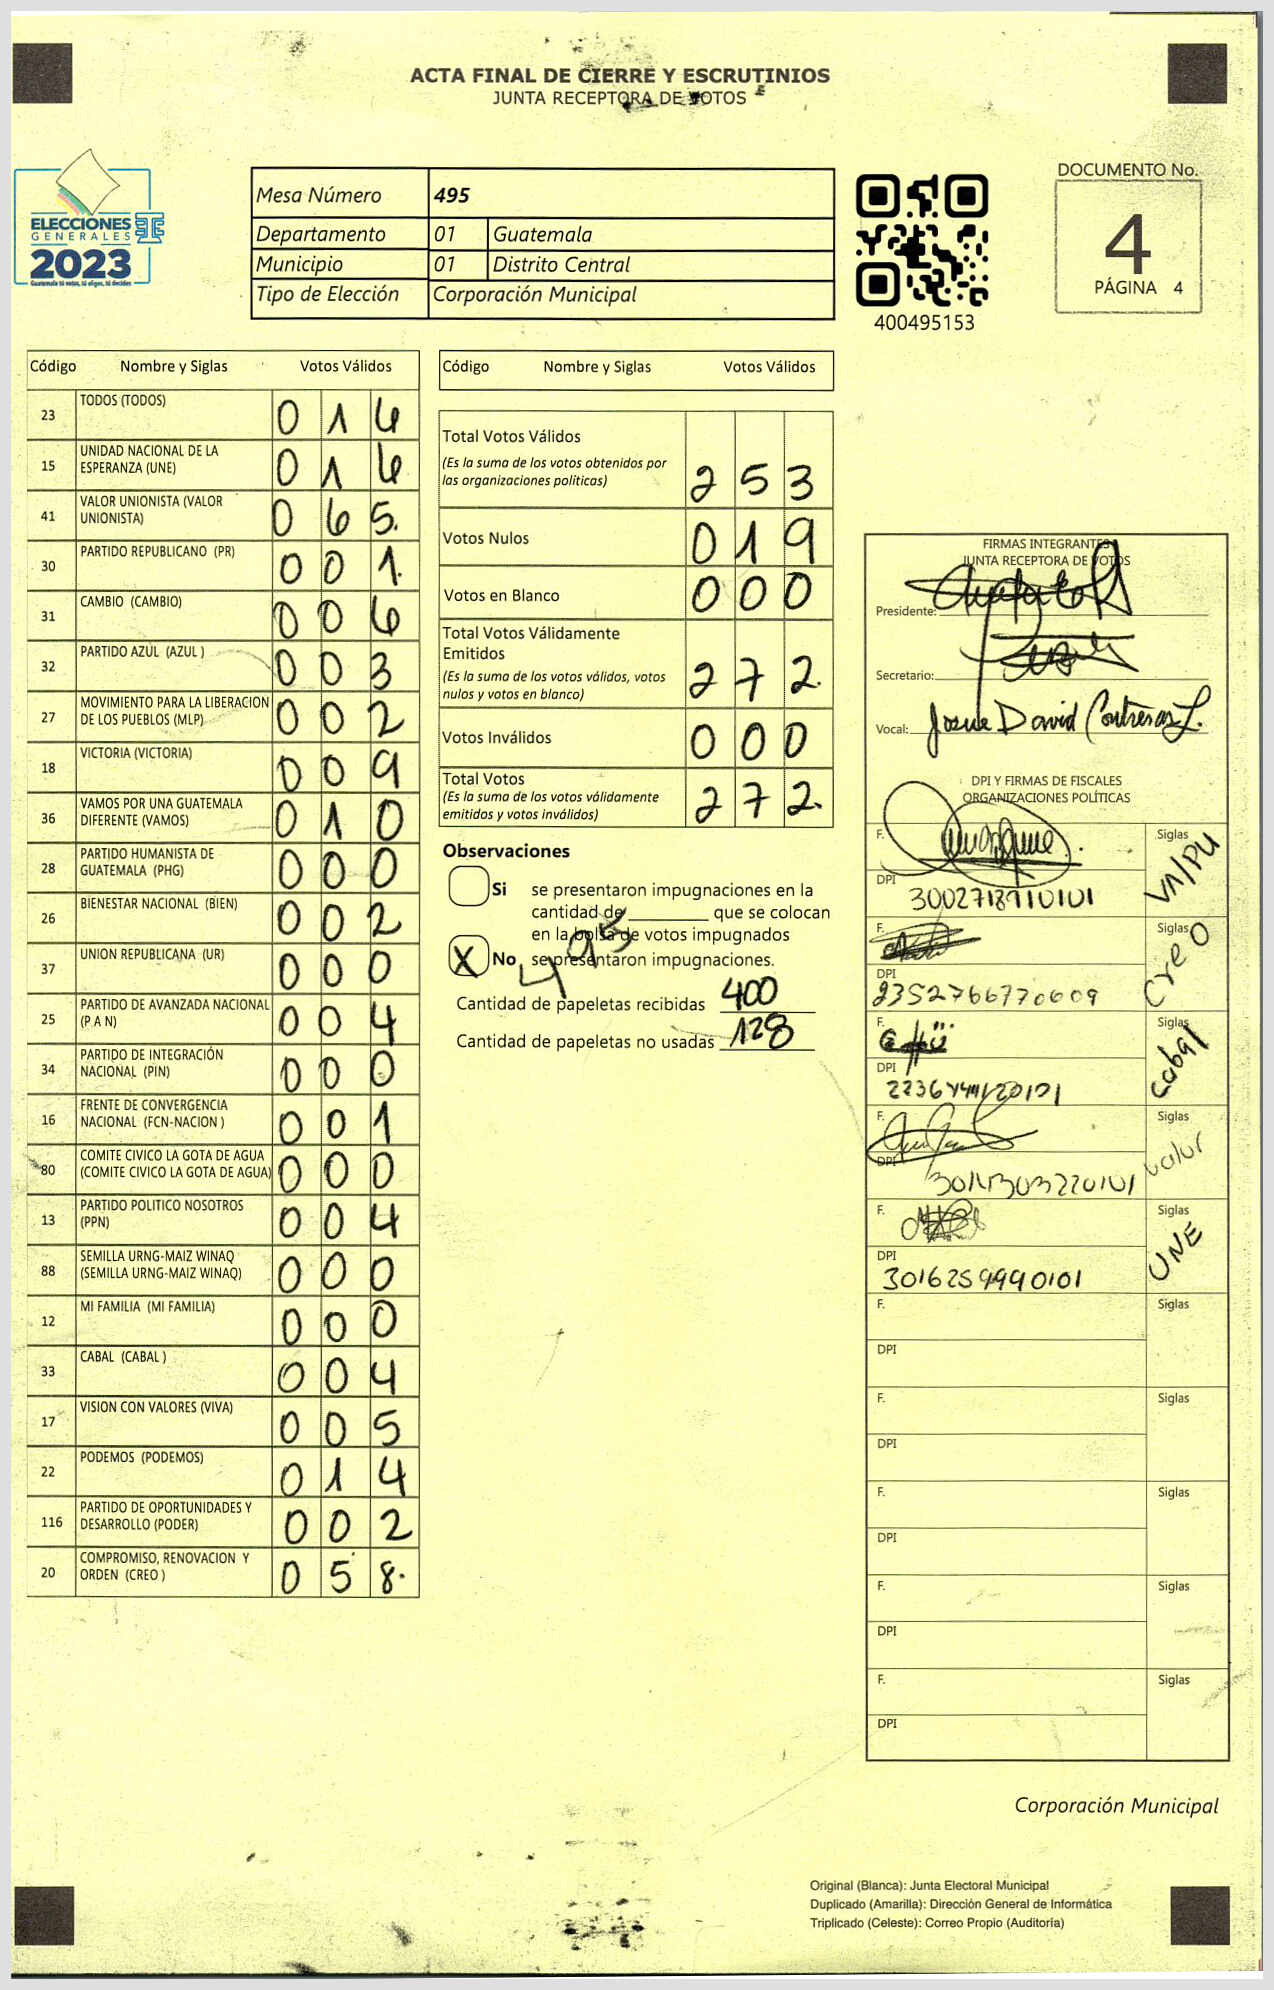 ACTA FINAL DE CIERRE Y ESCRUTINIOS
JUNTA RECEPTORA DE VOTOS
ELECCIONES
GENERALES
2023
Guatemala tú votas, tú eliges, tú decides
Mesa Número 495
Departamento 01 Guatemala
Municipio 01 Distrito Central
Tipo de Elección Corporación Municipal
400495153
DOCUMENTO No.
4
PÁGINA 4
Código Nombre y Siglas Votos Válidos
23 TODOS (TODOS) 0 1 6
15 UNIDAD NACIONAL DE LA ESPERANZA (UNE) 0 1 6
41 VALOR UNIONISTA (VALOR UNIONISTA) 0 6 5.
30 PARTIDO REPUBLICANO (PR) 0 0 1.
31 CAMBIO (CAMBIO) 0 0 6
32 PARTIDO AZUL (AZUL ) 0 0 3
27 MOVIMIENTO PARA LA LIBERACION DE LOS PUEBLOS (MLP) 0 0 2
18 VICTORIA (VICTORIA) 0 0 9
36 VAMOS POR UNA GUATEMALA DIFERENTE (VAMOS) 0 1 0
28 PARTIDO HUMANISTA DE GUATEMALA (PHG) 0 0 0
26 BIENESTAR NACIONAL (BIEN) 0 0 2
37 UNION REPUBLICANA (UR) 0 0 0
25 PARTIDO DE AVANZADA NACIONAL (P A N) 0 0 4
34 PARTIDO DE INTEGRACIÓN NACIONAL (PIN) 0 0 0
16 FRENTE DE CONVERGENCIA NACIONAL (FCN-NACION ) 0 0 1
80 COMITE CIVICO LA GOTA DE AGUA (COMITE CIVICO LA GOTA DE AGUA) 0 0 0
13 PARTIDO POLITICO NOSOTROS (PPN) 0 0 4
88 SEMILLA URNG-MAIZ WINAQ (SEMILLA URNG-MAIZ WINAQ) 0 0 0
12 MI FAMILIA (MI FAMILIA) 0 0 0
33 CABAL (CABAL ) 0 0 4
17 VISION CON VALORES (VIVA) 0 0 5
22 PODEMOS (PODEMOS) 0 1 4
116 PARTIDO DE OPORTUNIDADES Y DESARROLLO (PODER) 0 0 2
20 COMPROMISO, RENOVACION Y ORDEN (CREO ) 0 5 8.
Código Nombre y Siglas Votos Válidos
Total Votos Válidos
(Es la suma de los votos obtenidos por
las organizaciones políticas) 2 5 3
Votos Nulos 0 1 9
Votos en Blanco 0 0 0
Total Votos Válidamente
Emitidos
(Es la suma de los votos válidos, votos
nulos y votos en blanco) 2 7 2.
Votos Inválidos 0 0 0
Total Votos
(Es la suma de los votos válidamente
emitidos y votos inválidos) 2 7 2.
Observaciones
Si se presentaron impugnaciones en la
cantidad de que se colocan
en la bolsa de votos impugnados
X No se presentaron impugnaciones.
495
Cantidad de papeletas recibidas 400
Cantidad de papeletas no usadas 128
FIRMAS INTEGRANTES
JUNTA RECEPTORA DE VOTOS
Presidente:
Secretario:
Vocal: Josue David Contreras L.
DPI Y FIRMAS DE FISCALES
ORGANIZACIONES POLÍTICAS
F. Siglas VA/PU
DPI
F. Siglas Creo
DPI 2352766770609
F. Siglas Cabal
DPI
F. Siglas Valor
DPI
F. Siglas UNE
DPI 3016259990101
F. Siglas
DPI
F. Siglas
DPI
F. Siglas
DPI
F. Siglas
DPI
F. Siglas
DPI
Corporación Municipal
Original (Blanca): Junta Electoral Municipal
Duplicado (Amarilla): Dirección General de Informática
Triplicado (Celeste): Correo Propio (Auditoría)